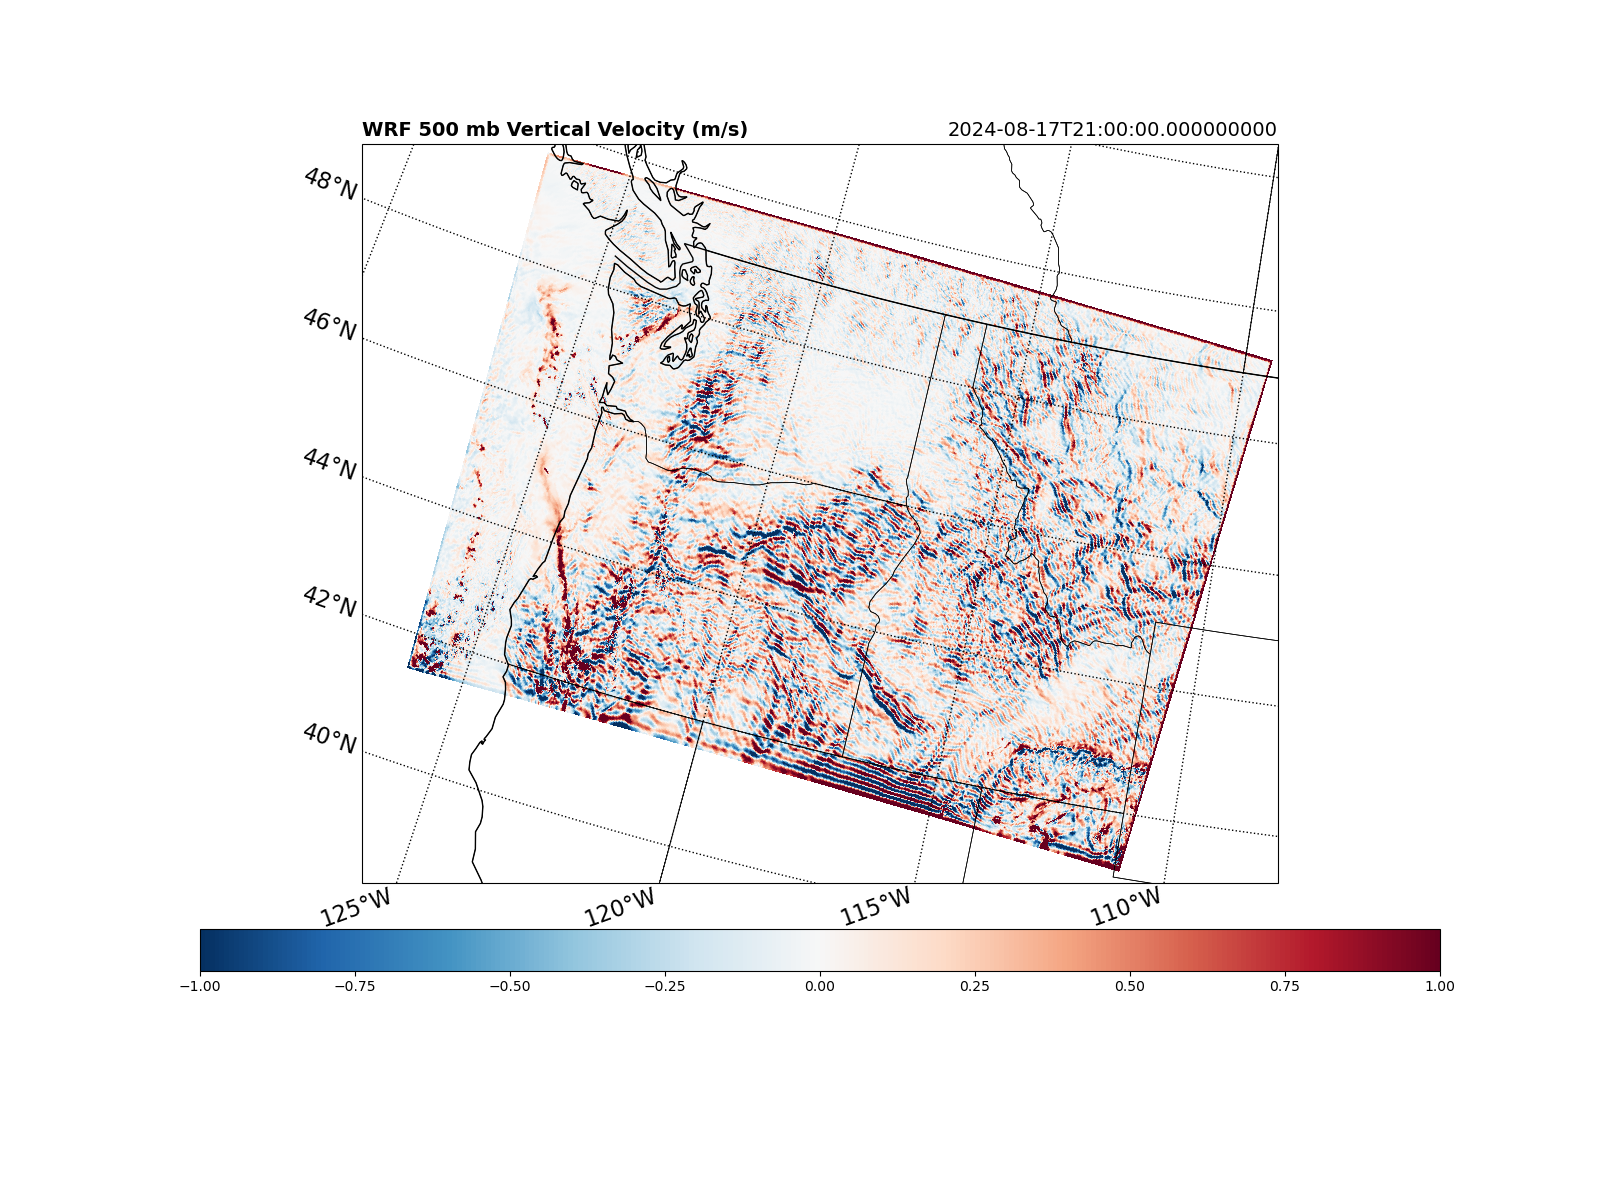 WRF 500 mb Vertical Velocity (m/s)
2024-08-17T21:00:00.000000000
48°N
46°N
44°N
42°N
40°N
125°W
120°W
115°W
110°W
−1.00
−0.75
−0.50
−0.25
0.00
0.25
0.50
0.75
1.00